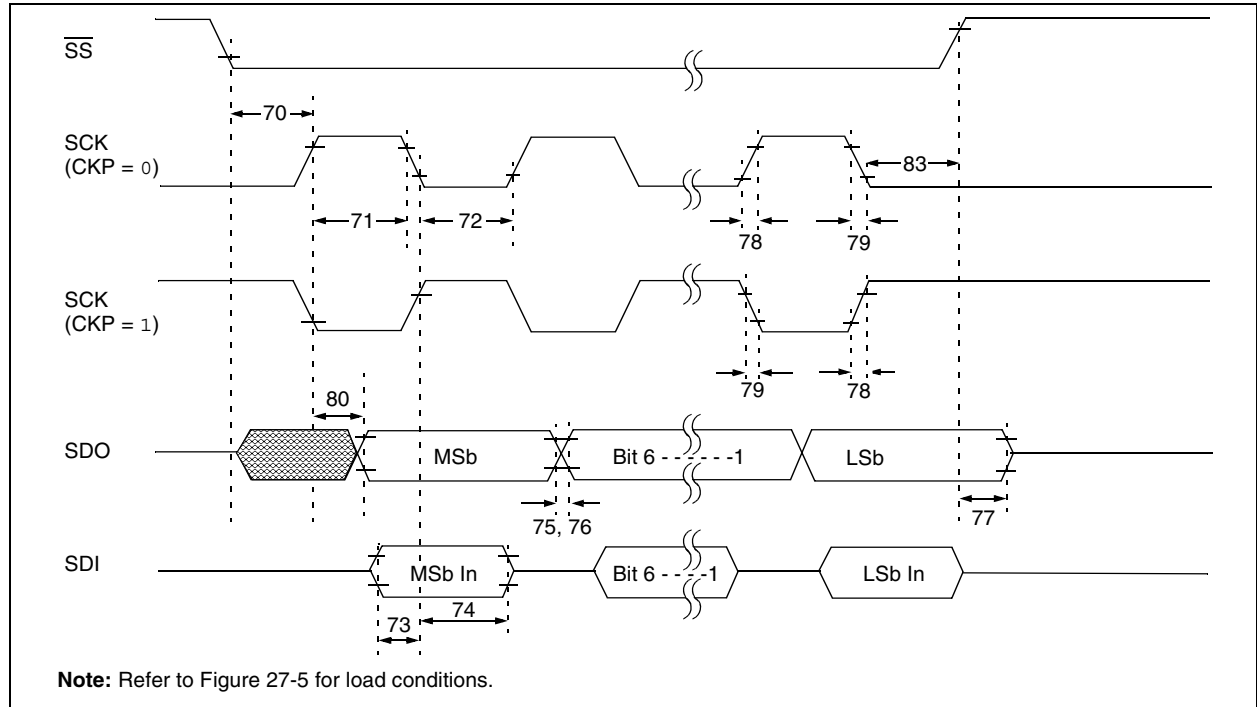 SS
70
SCK
(CKP = 0)
83
71
72
78
79
SCK
(CKP = 1)
79
78
80
SDO
MSb
Bit 6 - - - - - - -1
LSb
75, 76
77
SDI
MSb In
Bit 6 - - - - -1
LSb In
74
73
Note: Refer to Figure 27-5 for load conditions.